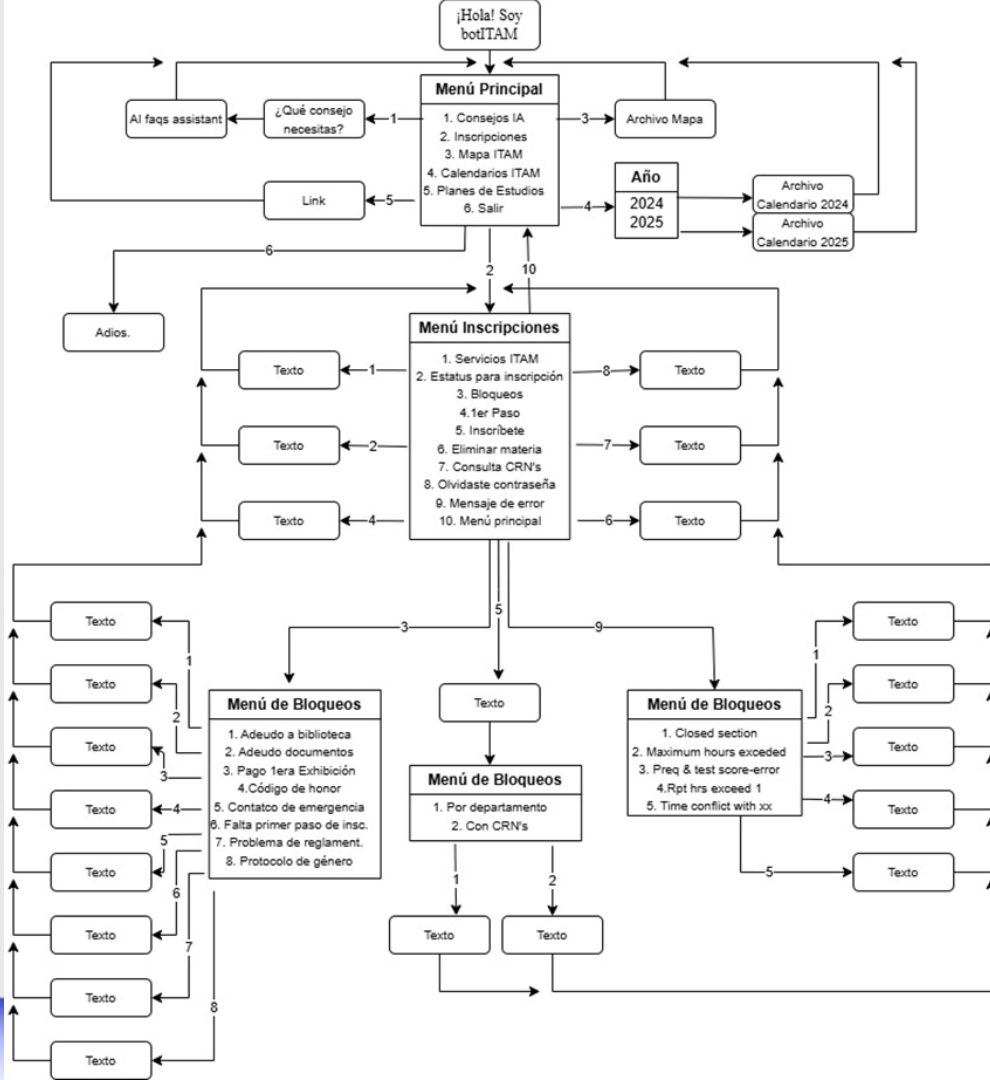 ¡Hola! Soy
botITAM
Menú Principal
1. Consejos IA
2. Inscripciones
3. Mapa ITAM
4. Calendarios ITAM
5. Planes de Estudios
6. Salir
AI faqs assistant
¿Qué consejo
necesitas?
1
3
Archivo Mapa
Link
5
4
Año
2024
2025
Archivo
Calendario 2024
Archivo
Calendario 2025
6
2
10
Adios.
Menú Inscripciones
1. Servicios ITAM
2. Estatus para inscripción
3. Bloqueos
4.1er Paso
5. Inscríbete
6. Eliminar materia
7. Consulta CRN's
8. Olvidaste contraseña
9. Mensaje de error
10. Menú principal
Texto
1
8
Texto
Texto
2
7
Texto
Texto
4
6
Texto
3
5
9
Texto
Texto
Texto
Texto
Texto
Texto
Texto
Texto
1
2
3
4
5
6
7
8
Menú de Bloqueos
1. Adeudo a biblioteca
2. Adeudo documentos
3. Pago 1era Exhibición
4.Código de honor
5. Contatco de emergencia
6. Falta primer paso de insc.
7. Problema de reglament.
8. Protocolo de género
Texto
Menú de Bloqueos
1. Por departamento
2. Con CRN's
1
2
Texto
Texto
Menú de Bloqueos
1. Closed section
2. Maximum hours exceded
3. Preq & test score-error
4.Rpt hrs exceed 1
5. Time conflict with xx
1
2
3
4
5
Texto
Texto
Texto
Texto
Texto